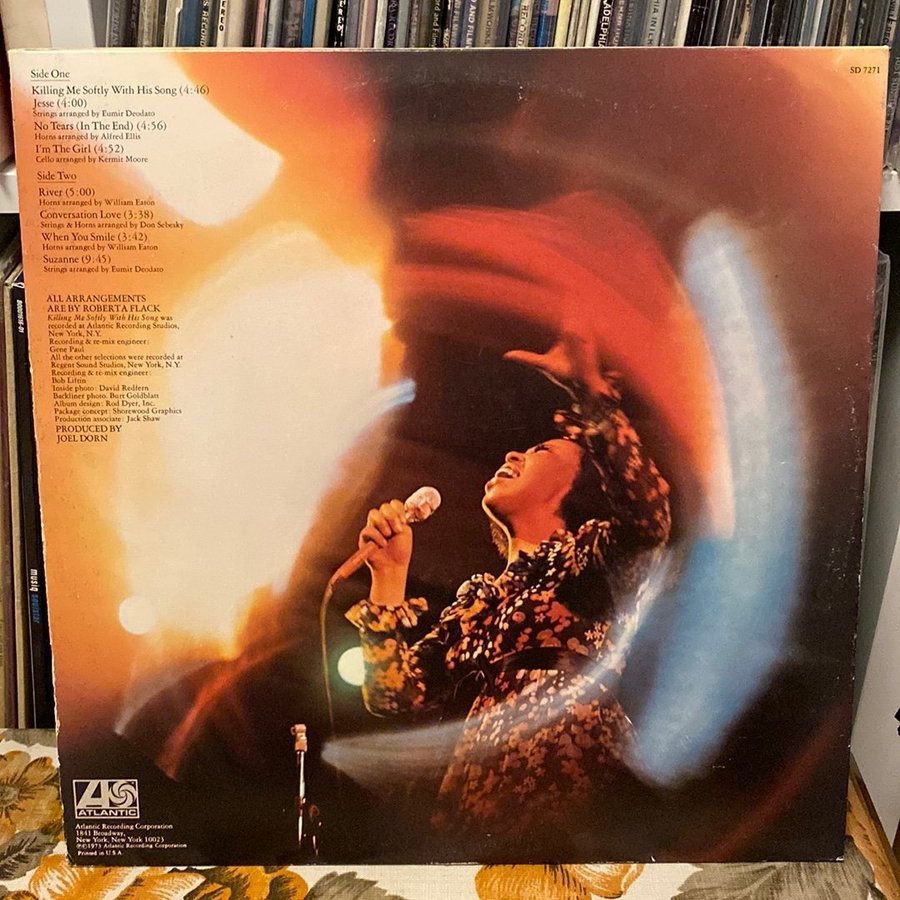 Side One
Killing Me Softly With His Song (4:46)
Jesse (4:00)
Strings arranged by Eumir Deodato
No Tears (In The End) (4:56)
Horns arranged by Alfred Ellis
I'm The Girl (4:52)
Cello arranged by Kermit Moore
Side Two
River (5:00)
Horns arranged by William Eaton
Conversation Love (3:38)
Strings & Horns arranged by Don Sebesky
When You Smile (3:42)
Horns arranged by William Eaton
Suzanne (9:45)
Strings arranged by Eumir Deodato
ALL ARRANGEMENTS
ARE BY ROBERTA FLACK
Killing Me Softly With His Song was
recorded at Atlantic Recording Studios,
New York, N.Y.
Recording & re-mix engineer:
Gene Paul
All the other selections were recorded at
Regent Sound Studios, New York, N.Y.
Recording & re-mix engineer:
Bob Liftin
Inside photo: David Redfern
Backliner photo: Burt Goldblatt
Album design: Rod Dyer, Inc.
Package concept: Shorewood Graphics
Production associate: Jack Shaw
PRODUCED BY
JOEL DORN
SD 7271
ATLANTIC
Atlantic Recording Corporation
1841 Broadway,
New York, New York 10023
℗©1973 Atlantic Recording Corporation
Printed in U.S.A.
musiq soulstar